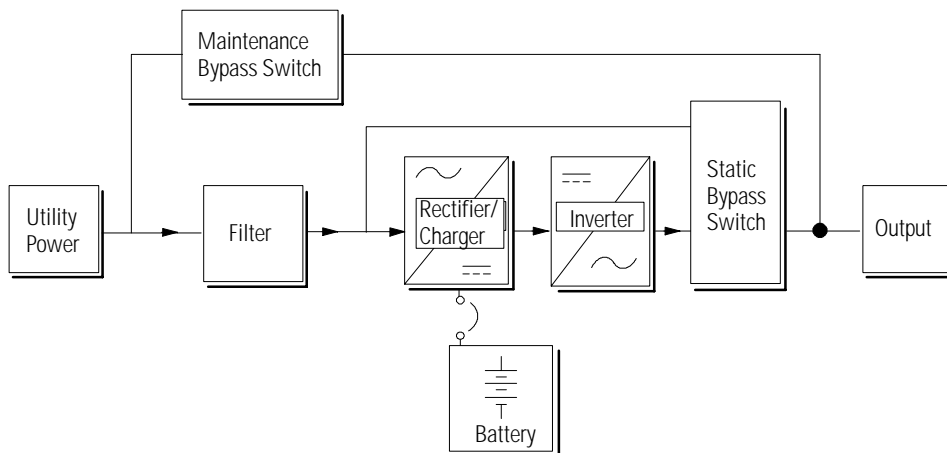 Maintenance
Bypass Switch
Utility
Power
Filter
Rectifier/
Charger
Inverter
Static
Bypass
Switch
Output
Battery